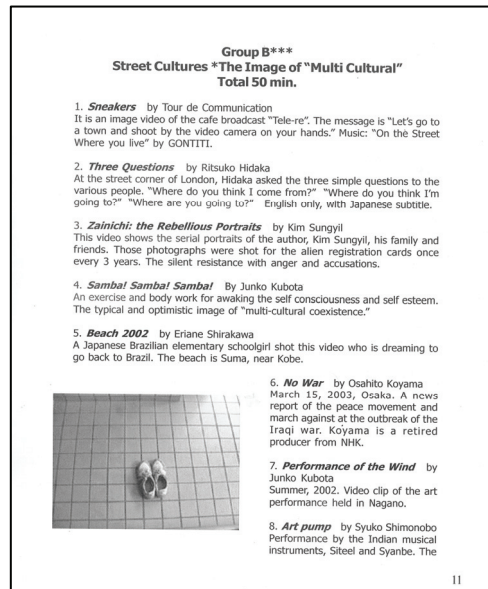 Group B***
Street Cultures *The Image of "Multi Cultural"
Total 50 min.
1. Sneakers by Tour de Communication
It is an image video of the cafe broadcast "Tele-re". The message is "Let's go to
a town and shoot by the video camera on your hands." Music: "On the Street
Where you live" by GONTITI.
2. Three Questions by Ritsuko Hidaka
At the street corner of London, Hidaka asked the three simple questions to the
various people. "Where do you think I come from?" "Where do you think I'm
going to?" "Where are you going to?" English only, with Japanese subtitle.
3. Zainichi: the Rebellious Portraits by Kim Sungyil
This video shows the serial portraits of the author, Kim Sungyil, his family and
friends. Those photographs were shot for the alien registration cards once
every 3 years. The silent resistance with anger and accusations.
4. Samba! Samba! Samba! By Junko Kubota
An exercise and body work for awaking the self consciousness and self esteem.
The typical and optimistic image of "multi-cultural coexistence."
5. Beach 2002 by Eriane Shirakawa
A Japanese Brazilian elementary schoolgirl shot this video who is dreaming to
go back to Brazil. The beach is Suma, near Kobe.
6. No War by Osahito Koyama
March 15, 2003, Osaka. A news
report of the peace movement and
march against at the outbreak of the
Iraqi war. Koyama is a retired
producer from NHK.
7. Performance of the Wind by
Junko Kubota
Summer, 2002. Video clip of the art
performance held in Nagano.
8. Art pump by Syuko Shimonobo
Performance by the Indian musical
instruments, Siteel and Syanbe. The
11